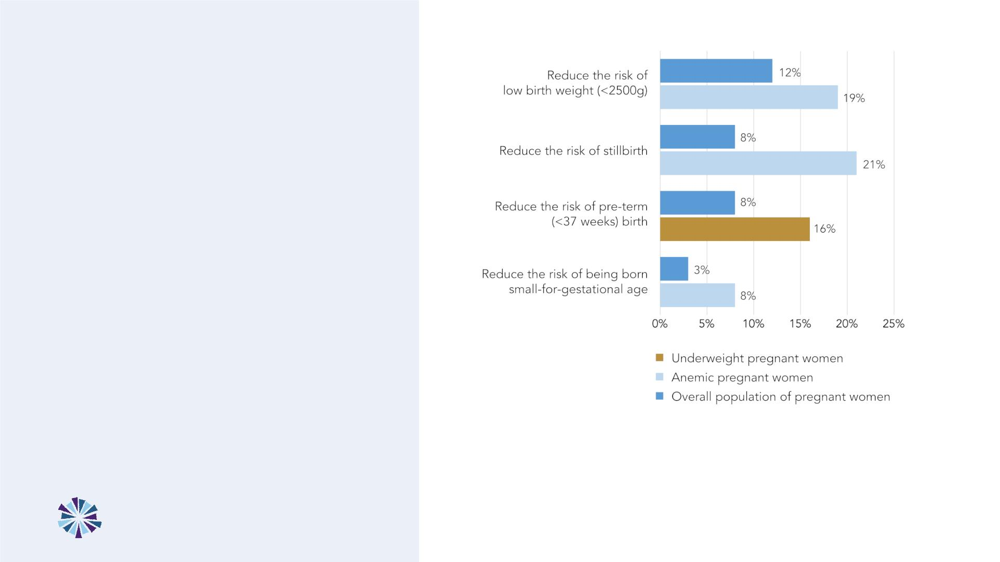 Reduce the risk of
low birth weight (<2500g)
12%
19%
Reduce the risk of stillbirth
8%
21%
Reduce the risk of pre-term
(<37 weeks) birth
8%
16%
Reduce the risk of being born
small-for-gestational age
3%
8%
0% 5% 10% 15% 20% 25%
Underweight pregnant women
Anemic pregnant women
Overall population of pregnant women